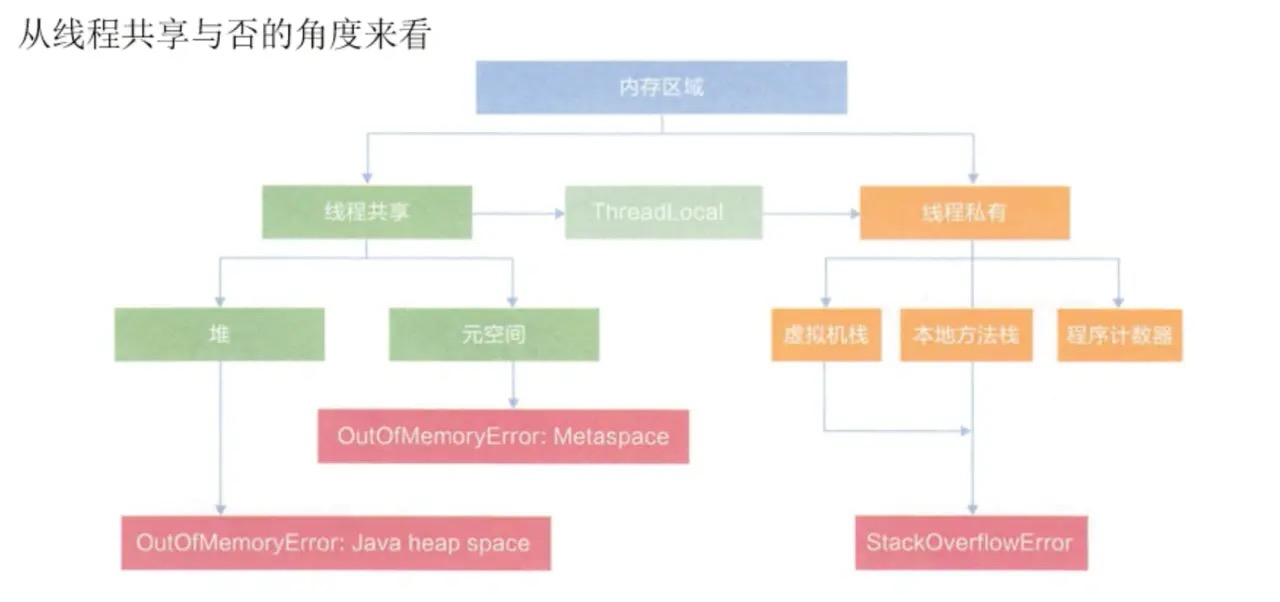 从线程共享与否的角度来看
内存区域
线程共享
ThreadLocal
线程私有
堆
元空间
虚拟机栈
本地方法栈
程序计数器
OutOfMemoryError: Metaspace
OutOfMemoryError: Java heap space
StackOverflowError